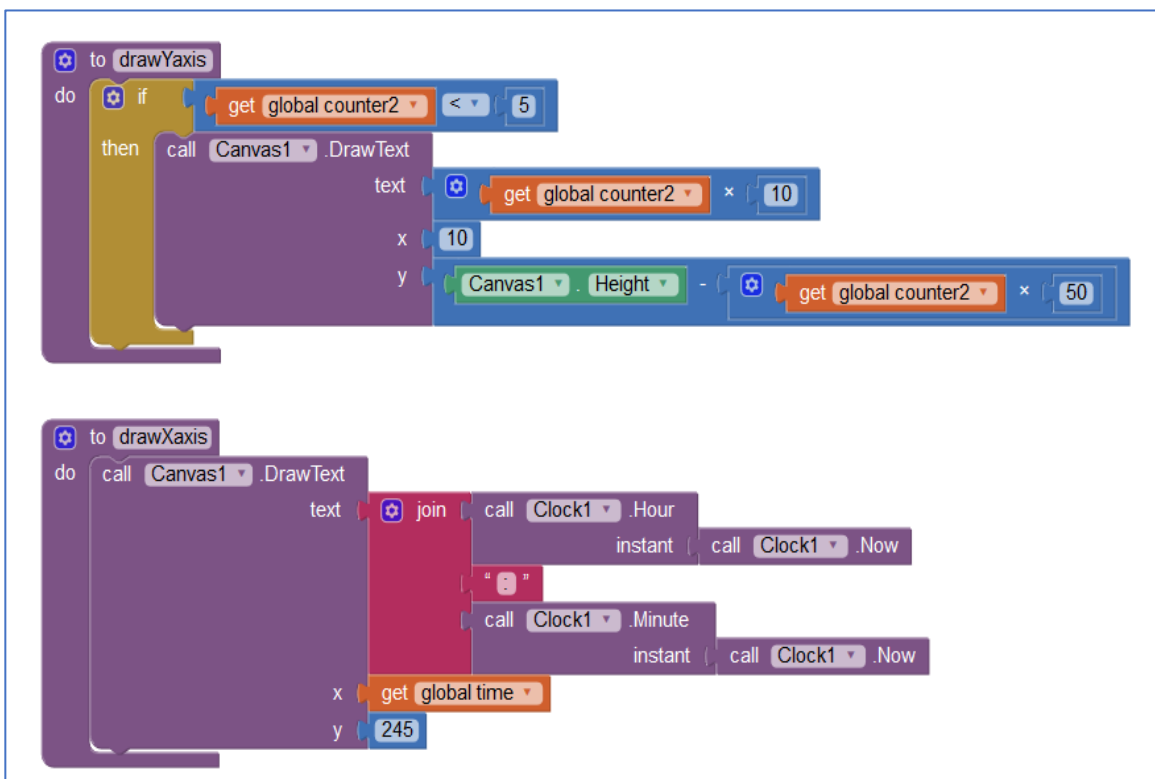 to drawYaxis
do if get global counter2 < 5
then call Canvas1 .DrawText
text get global counter2 × 10
x 10
y Canvas1 . Height - get global counter2 × 50
to drawXaxis
do call Canvas1 .DrawText
text join call Clock1 .Hour
instant call Clock1 .Now
" : "
call Clock1 .Minute
instant call Clock1 .Now
x get global time
y 245